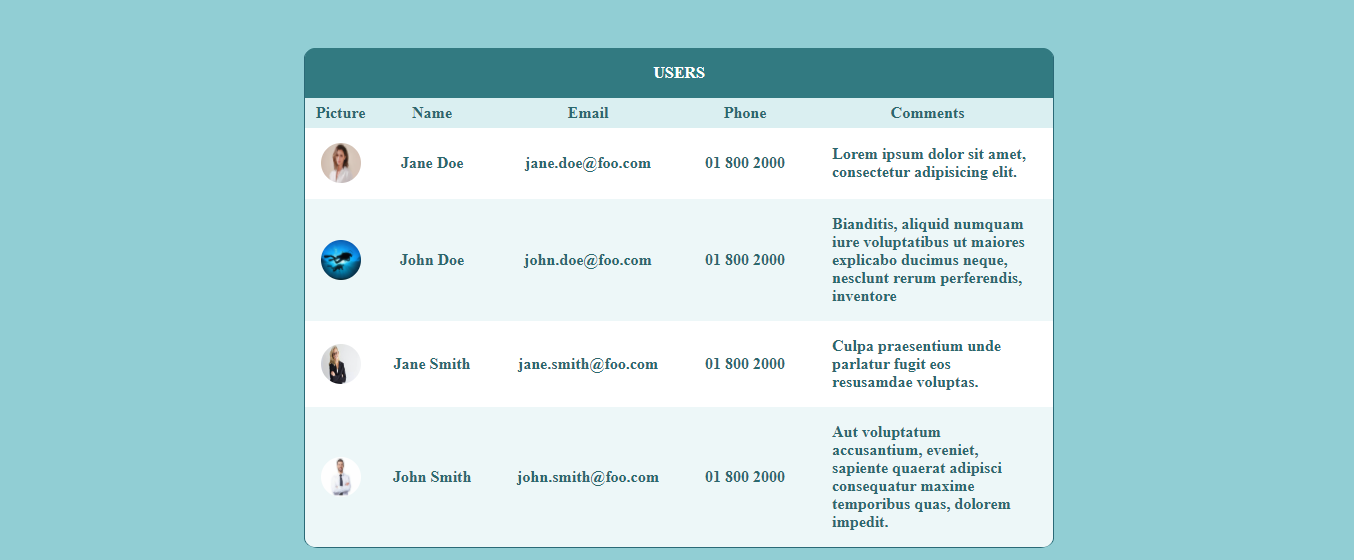 USERS
Picture Name Email Phone Comments
Jane Doe jane.doe@foo.com 01 800 2000 Lorem ipsum dolor sit amet,
consectetur adipisicing elit.
John Doe john.doe@foo.com 01 800 2000 Bianditis, aliquid numquam
iure voluptatibus ut maiores
explicabo ducimus neque,
nesclunt rerum perferendis,
inventore
Jane Smith jane.smith@foo.com 01 800 2000 Culpa praesentium unde
parlatur fugit eos
resusamdae voluptas.
John Smith john.smith@foo.com 01 800 2000 Aut voluptatum
accusantium, eveniet,
sapiente quaerat adipisci
consequatur maxime
temporibus quas, dolorem
impedit.